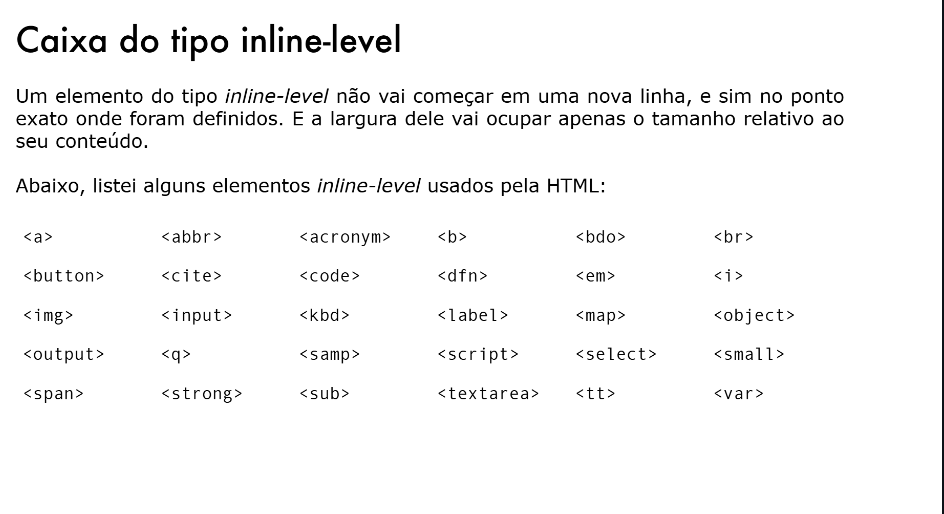 Caixa do tipo inline-level
Um elemento do tipo inline-level não vai começar em uma nova linha, e sim no ponto
exato onde foram definidos. E a largura dele vai ocupar apenas o tamanho relativo ao
seu conteúdo.
Abaixo, listei alguns elementos inline-level usados pela HTML:
<a> <abbr> <acronym> <b> <bdo> <br>
<button> <cite> <code> <dfn> <em> <i>
<img> <input> <kbd> <label> <map> <object>
<output> <q> <samp> <script> <select> <small>
<span> <strong> <sub> <textarea> <tt> <var>